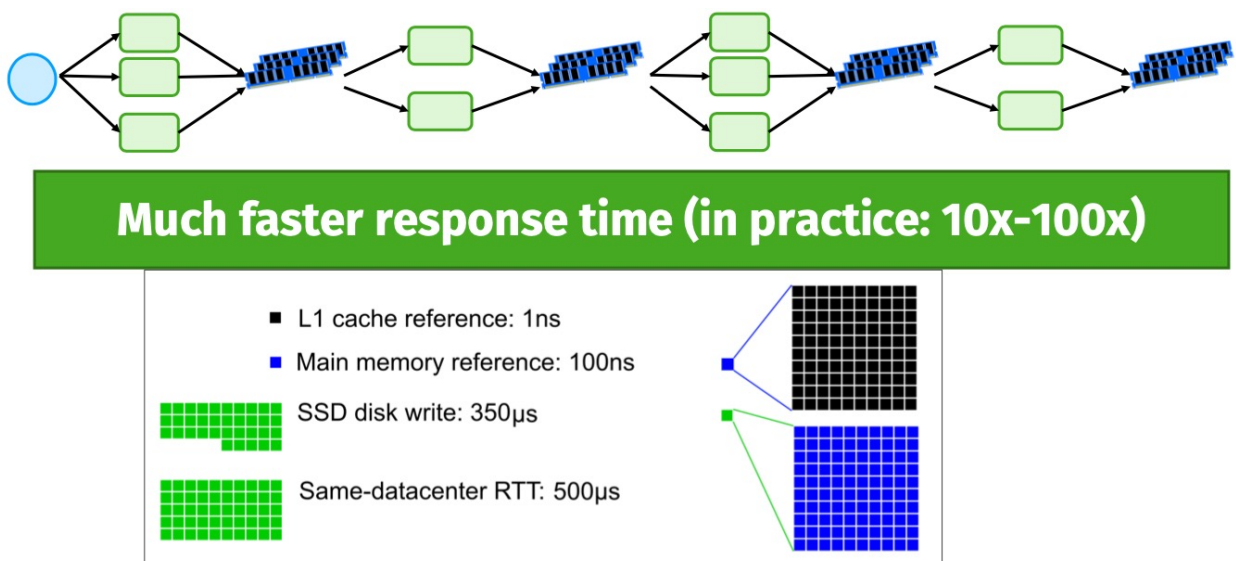 Much faster response time (in practice: 10x-100x)
L1 cache reference: 1ns
Main memory reference: 100ns
SSD disk write: 350µs
Same-datacenter RTT: 500µs